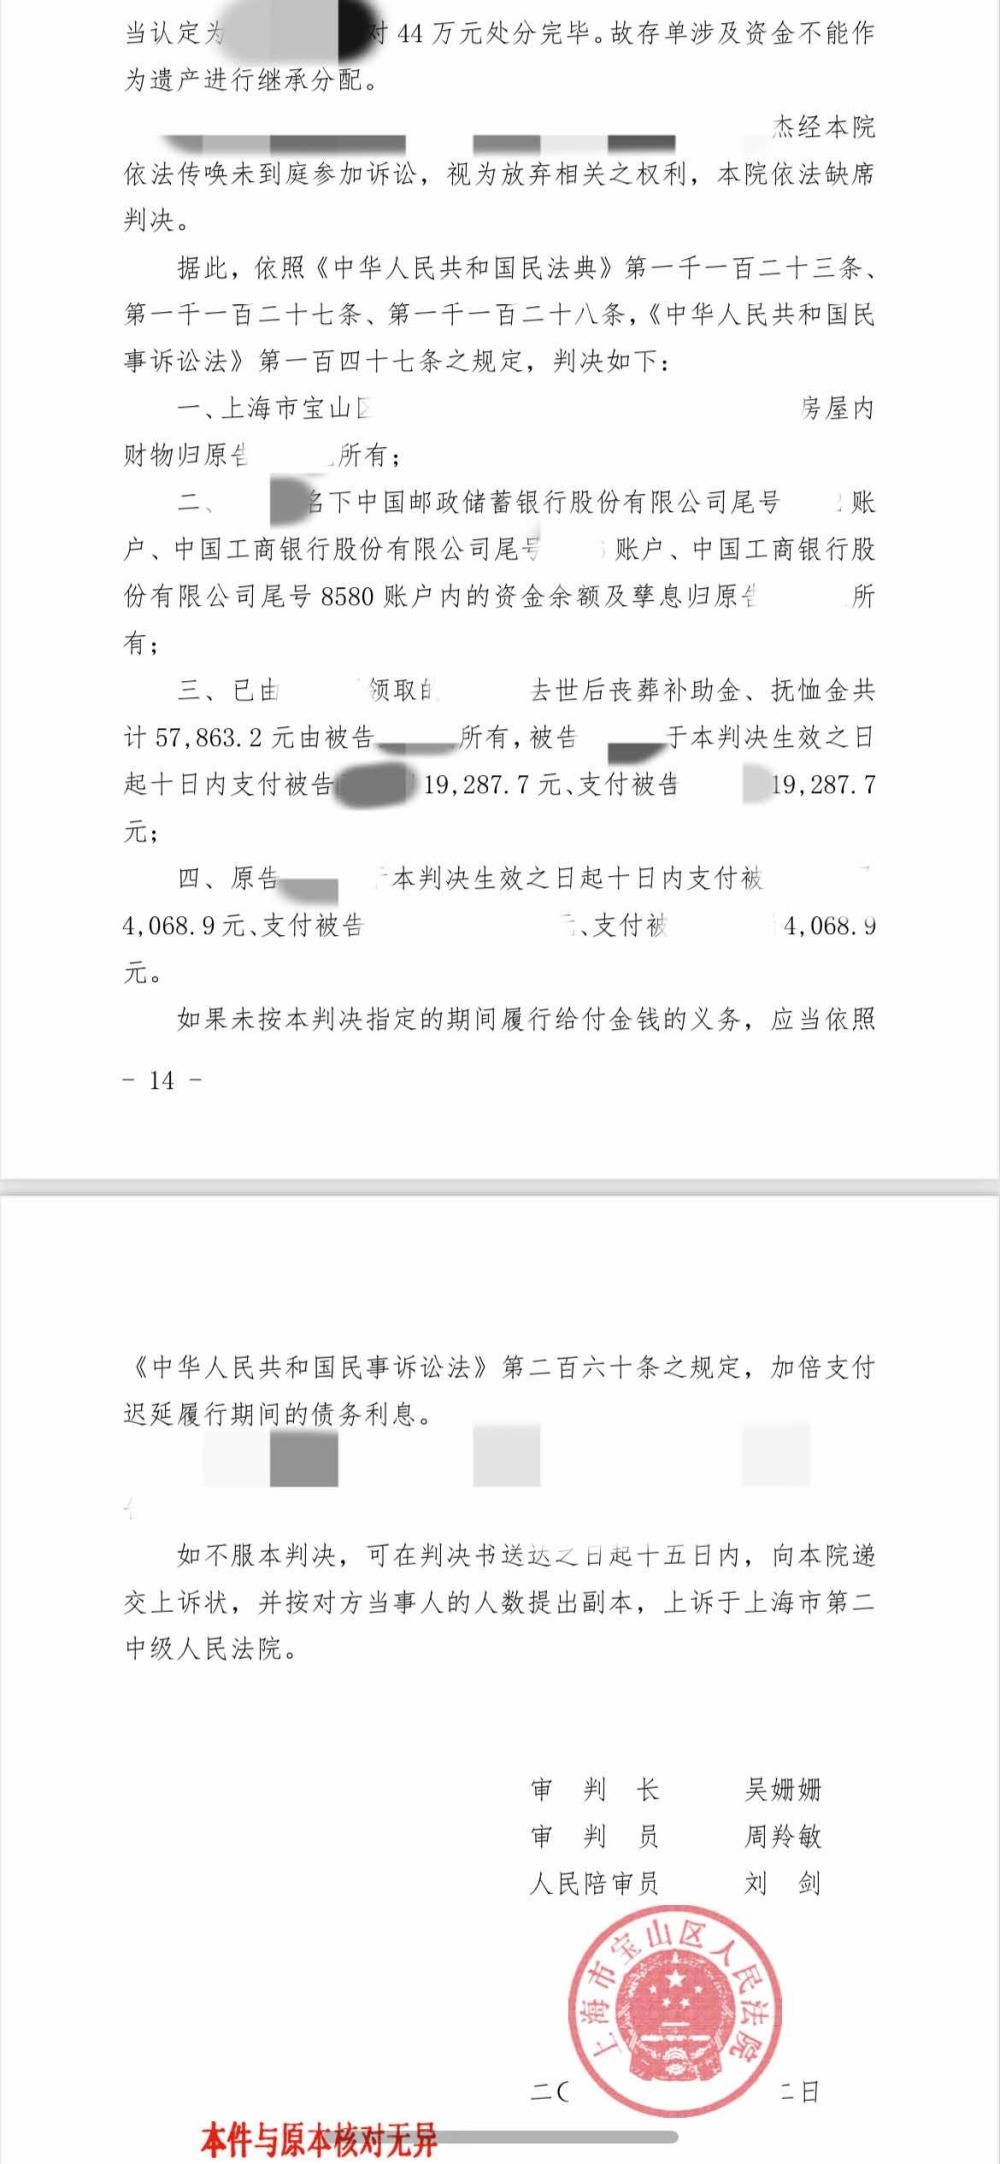 当认定为 对 44 万元处分完毕。故存单涉及资金不能作
为遗产进行继承分配。
杰经本院
依法传唤未到庭参加诉讼，视为放弃相关之权利，本院依法缺席
判决。
据此，依照《中华人民共和国民法典》第一千一百二十三条、
第一千一百二十七条、第一千一百二十八条，《中华人民共和国民
事诉讼法》第一百四十七条之规定，判决如下：
一、上海市宝山区 房屋内
财物归原告 所有；
二、 名下中国邮政储蓄银行股份有限公司尾号 账
户、中国工商银行股份有限公司尾号 账户、中国工商银行股
份有限公司尾号 8580 账户内的资金余额及孳息归原告 所
有；
三、已由 领取的 去世后丧葬补助金、抚恤金共
计 57,863.2 元由被告 所有，被告 于本判决生效之日
起十日内支付被告 19,287.7 元、支付被告 19,287.7
元；
四、原告 于本判决生效之日起十日内支付被
4,068.9 元、支付被告 元、支付被 4,068.9
元。
如果未按本判决指定的期间履行给付金钱的义务，应当依照
- 14 -
《中华人民共和国民事诉讼法》第二百六十条之规定，加倍支付
迟延履行期间的债务利息。
如不服本判决，可在判决书送达之日起十五日内，向本院递
交上诉状，并按对方当事人的人数提出副本，上诉于上海市第二
中级人民法院。
审 判 长 吴姗姗
审 判 员 周羚敏
人民陪审员 刘 剑
上海市宝山区人民法院
二〇 二日
本件与原本核对无异